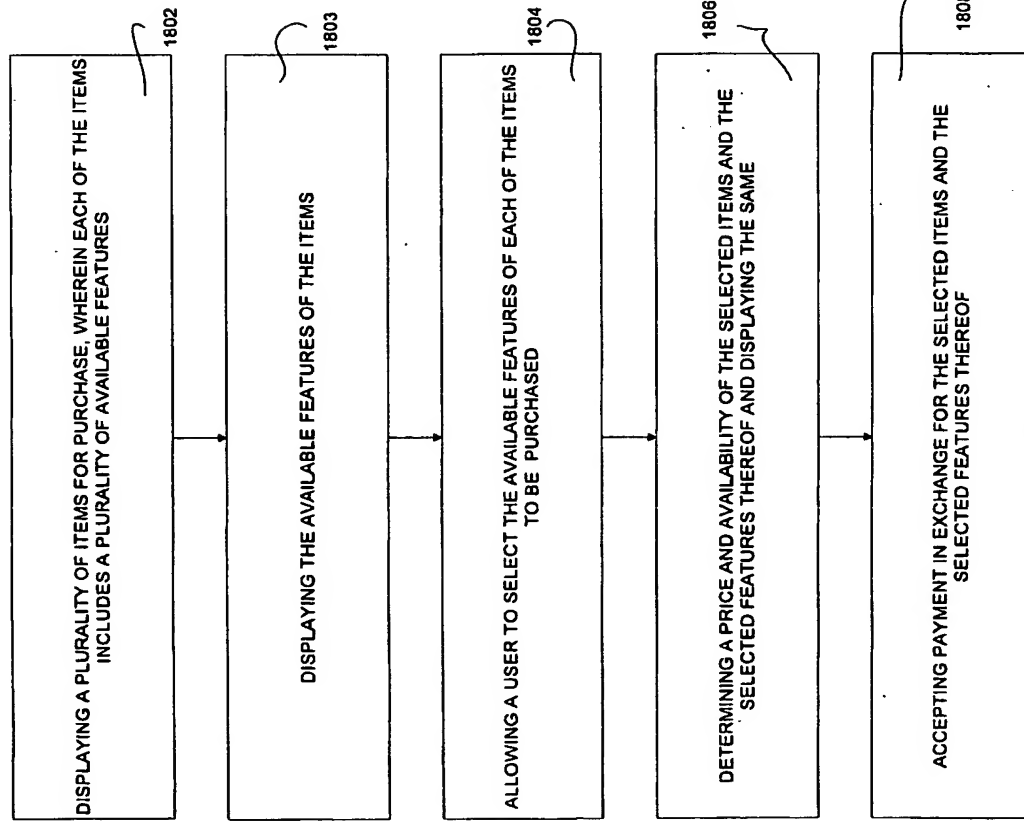 DISPLAYING A PLURALITY OF ITEMS FOR PURCHASE, WHEREIN EACH OF THE ITEMS
INCLUDES A PLURALITY OF AVAILABLE FEATURES
1802
DISPLAYING THE AVAILABLE FEATURES OF THE ITEMS
1803
ALLOWING A USER TO SELECT THE AVAILABLE FEATURES OF EACH OF THE ITEMS
TO BE PURCHASED
1804
DETERMINING A PRICE AND AVAILABILITY OF THE SELECTED ITEMS AND THE
SELECTED FEATURES THEREOF AND DISPLAYING THE SAME
1806
ACCEPTING PAYMENT IN EXCHANGE FOR THE SELECTED ITEMS AND THE
SELECTED FEATURES THEREOF
1808